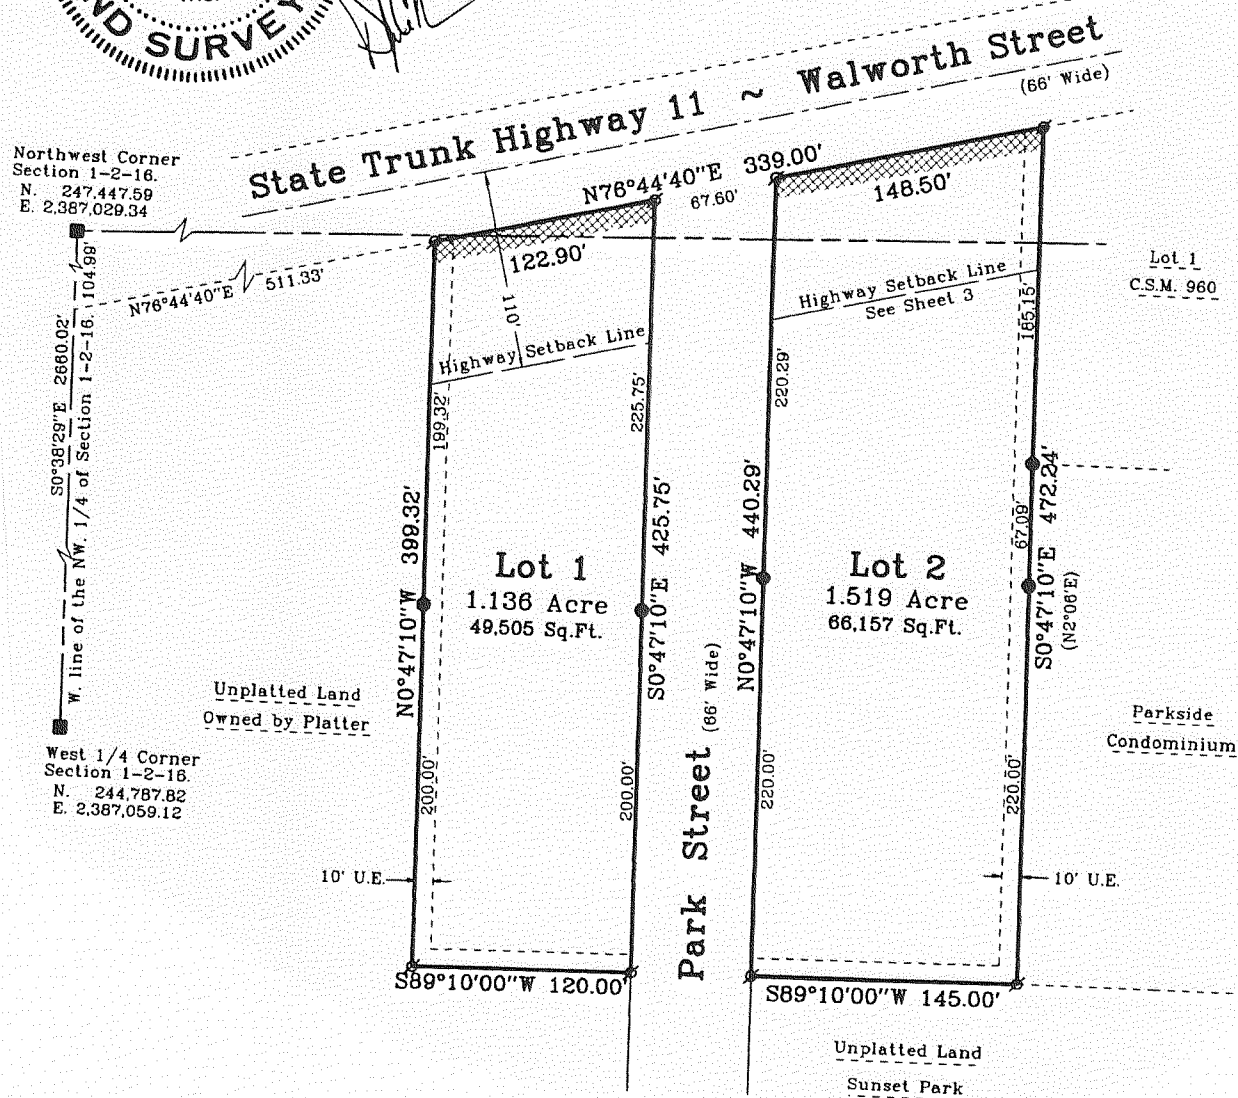 ND SURVEY
State Trunk Highway 11 ~ Walworth Street
(66' Wide)
Northwest Corner
Section 1-2-16.
N. 247,447.59
E. 2,387,029.34
N76°44'40"E 339.00'
67.60'
148.50'
122.90'
N76°44'40"E 511.33'
110'
Highway Setback Line
Highway Setback Line
See Sheet 3
Lot 1
C.S.M. 960
S0°38'29"E 2660.02'
W. line of the NW. 1/4 of Section 1-2-16. 104.99'
199.32'
225.75'
220.29'
185.15'
N0°47'10"W 399.32'
S0°47'10"E 425.75'
N0°47'10"W 440.29'
67.09'
S0°47'10"E 472.24'
(N2°06'E)
Lot 1
1.136 Acre
49,505 Sq.Ft.
Lot 2
1.519 Acre
66,157 Sq.Ft.
Unplatted Land
Owned by Platter
Park Street (66' Wide)
Parkside
Condominium
West 1/4 Corner
Section 1-2-16.
N. 244,787.82
E. 2,387,059.12
200.00'
200.00'
220.00'
220.00'
10' U.E.
10' U.E.
S89°10'00"W 120.00'
S89°10'00"W 145.00'
Unplatted Land
Sunset Park